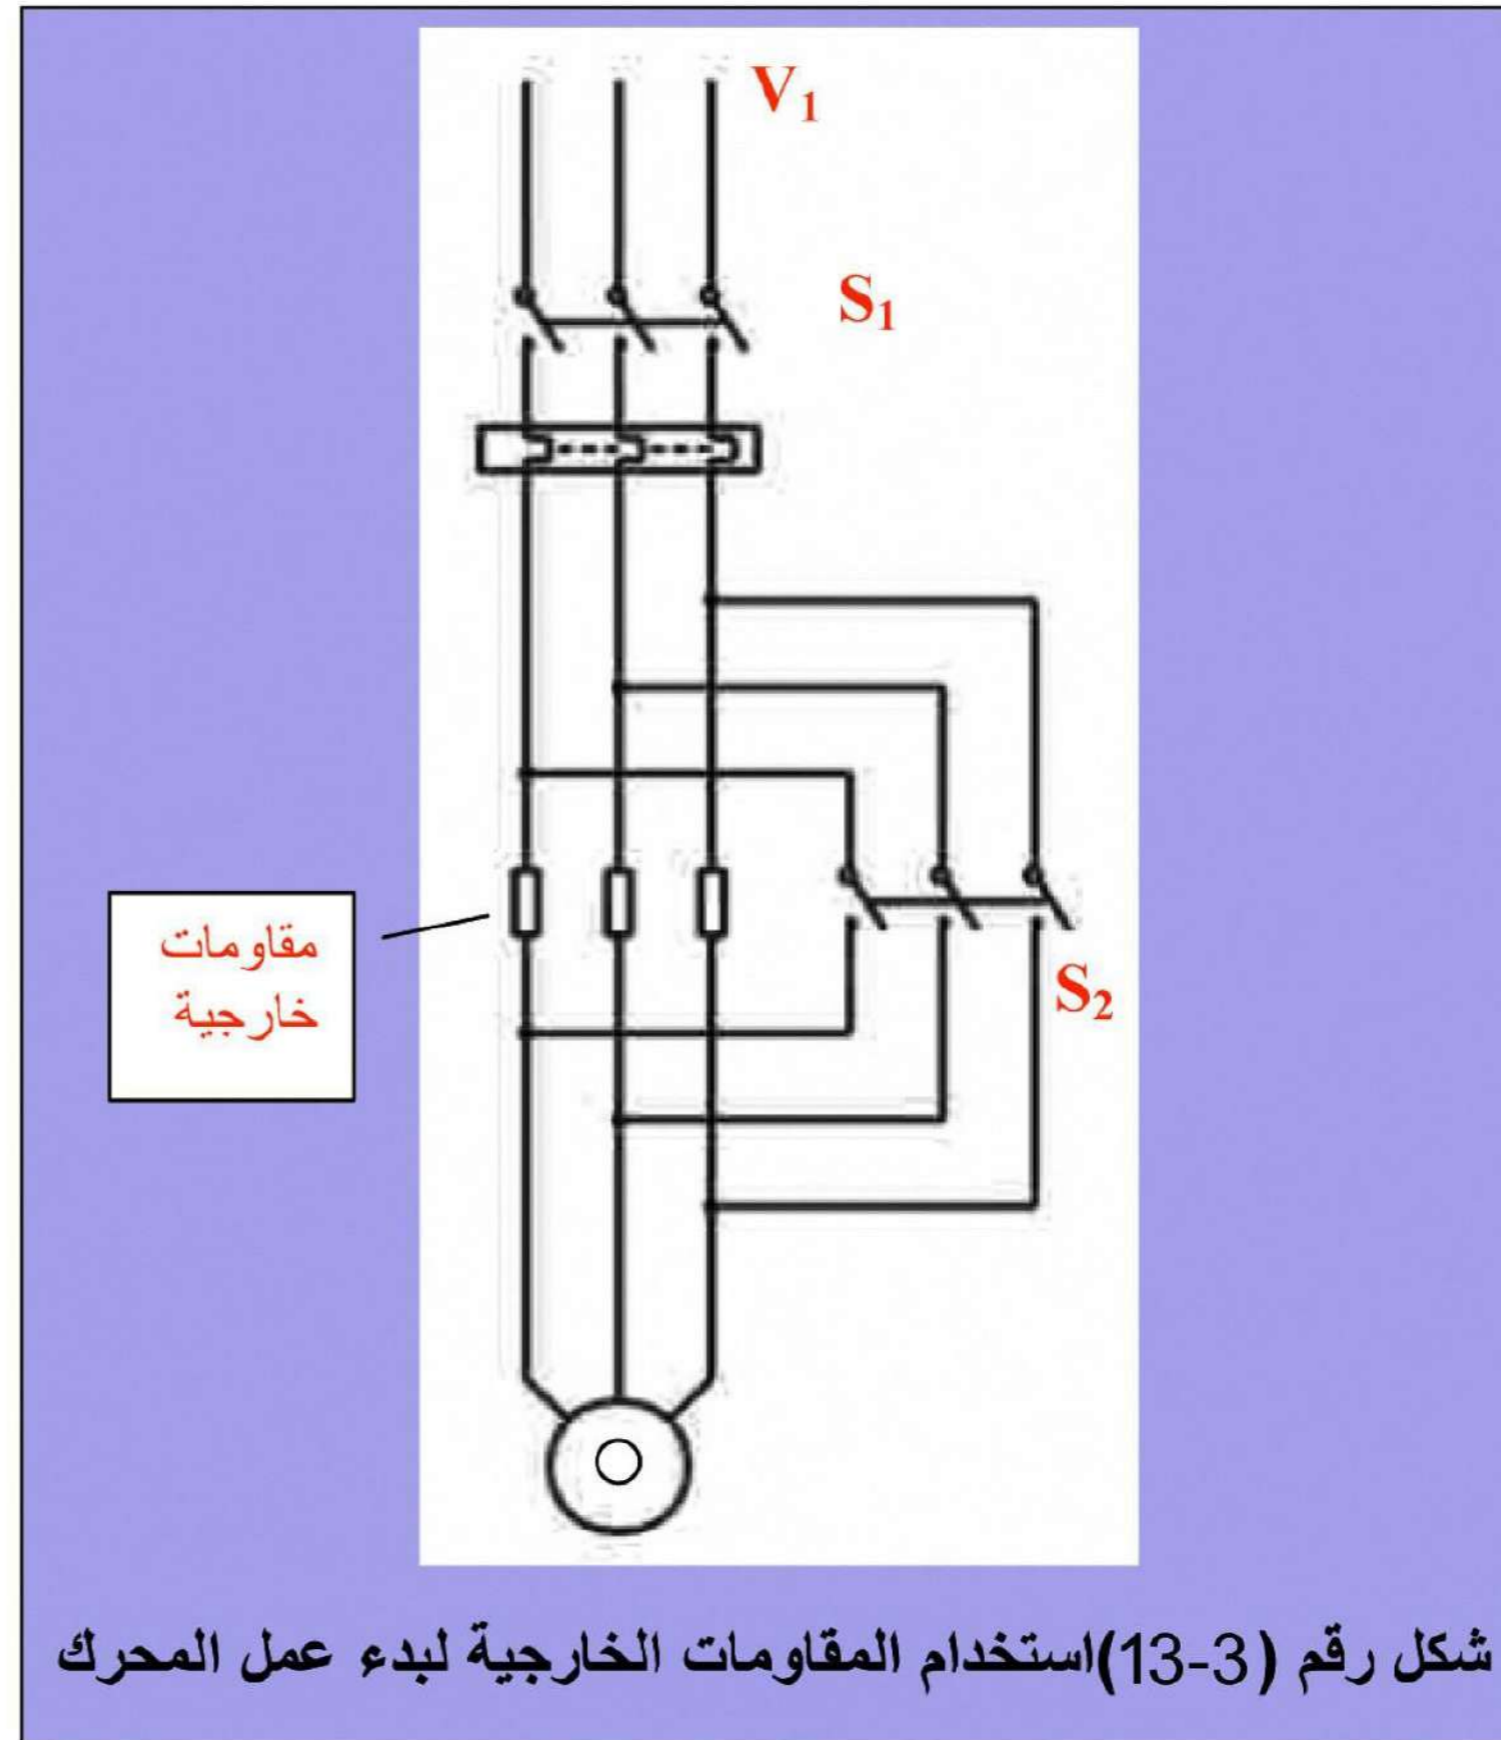 V₁
S₁
مقاومات
خارجية
S₂
شكل رقم (3-13)استخدام المقاومات الخارجية لبدء عمل المحرك